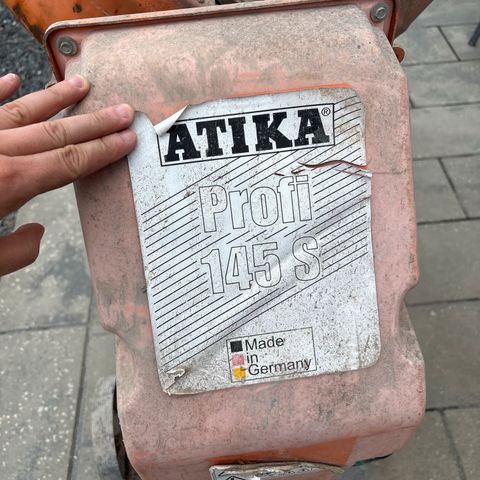 ATIKA®
Profi
145 S
Made
in
Germany